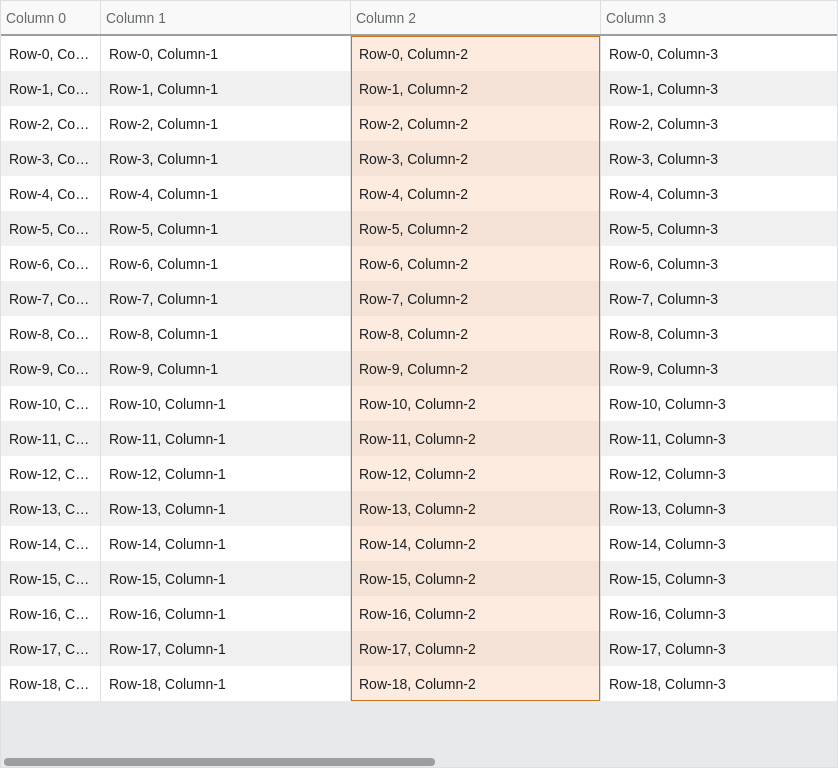 Column 0 Column 1 Column 2 Column 3
Row-0, Co… Row-0, Column-1 Row-0, Column-2 Row-0, Column-3
Row-1, Co… Row-1, Column-1 Row-1, Column-2 Row-1, Column-3
Row-2, Co… Row-2, Column-1 Row-2, Column-2 Row-2, Column-3
Row-3, Co… Row-3, Column-1 Row-3, Column-2 Row-3, Column-3
Row-4, Co… Row-4, Column-1 Row-4, Column-2 Row-4, Column-3
Row-5, Co… Row-5, Column-1 Row-5, Column-2 Row-5, Column-3
Row-6, Co… Row-6, Column-1 Row-6, Column-2 Row-6, Column-3
Row-7, Co… Row-7, Column-1 Row-7, Column-2 Row-7, Column-3
Row-8, Co… Row-8, Column-1 Row-8, Column-2 Row-8, Column-3
Row-9, Co… Row-9, Column-1 Row-9, Column-2 Row-9, Column-3
Row-10, C… Row-10, Column-1 Row-10, Column-2 Row-10, Column-3
Row-11, C… Row-11, Column-1 Row-11, Column-2 Row-11, Column-3
Row-12, C… Row-12, Column-1 Row-12, Column-2 Row-12, Column-3
Row-13, C… Row-13, Column-1 Row-13, Column-2 Row-13, Column-3
Row-14, C… Row-14, Column-1 Row-14, Column-2 Row-14, Column-3
Row-15, C… Row-15, Column-1 Row-15, Column-2 Row-15, Column-3
Row-16, C… Row-16, Column-1 Row-16, Column-2 Row-16, Column-3
Row-17, C… Row-17, Column-1 Row-17, Column-2 Row-17, Column-3
Row-18, C… Row-18, Column-1 Row-18, Column-2 Row-18, Column-3